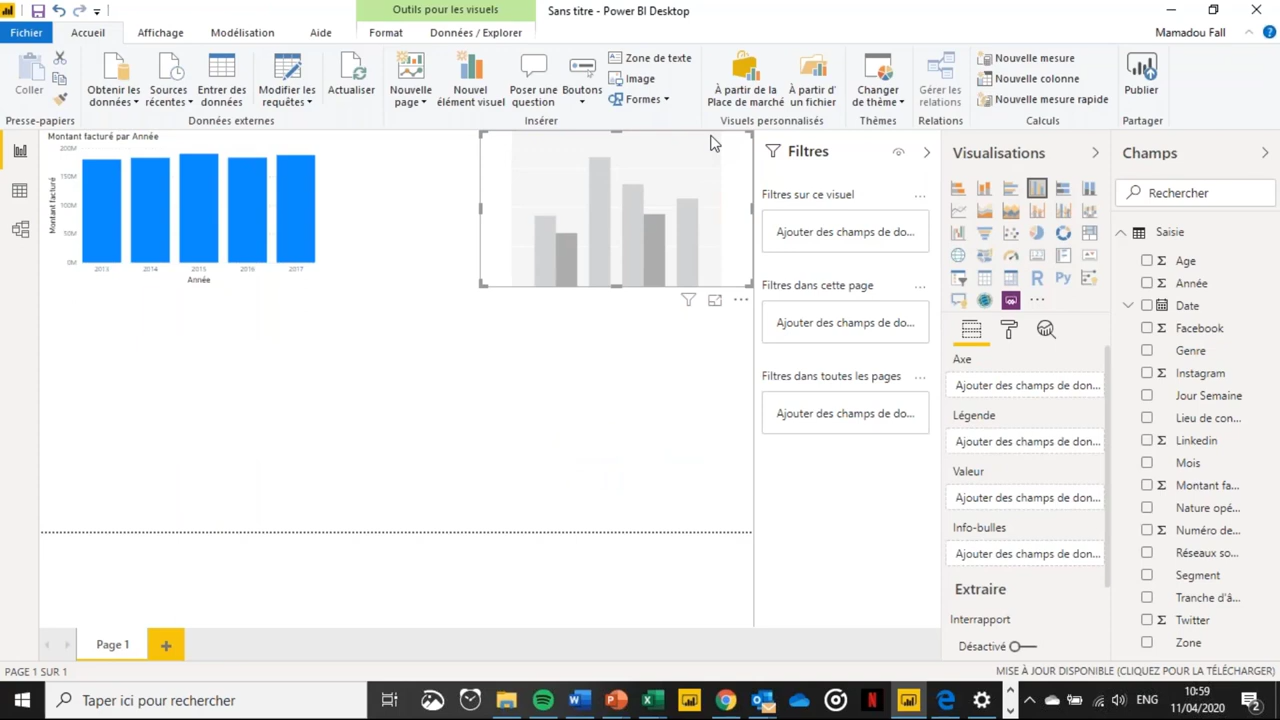 Outils pour les visuels
Sans titre - Power BI Desktop
Fichier
Accueil
Affichage
Modélisation
Aide
Format
Données / Explorer
Mamadou Fall
Coller
Obtenir les données
Sources récentes
Entrer des données
Modifier les requêtes
Actualiser
Nouvelle page
Nouvel élément visuel
Poser une question
Boutons
Zone de texte
Image
Formes
À partir de la Place de marché
À partir d' un fichier
Changer de thème
Gérer les relations
Nouvelle mesure
Nouvelle colonne
Nouvelle mesure rapide
Publier
Presse-papiers
Données externes
Insérer
Visuels personnalisés
Thèmes
Relations
Calculs
Partager
Montant facturé par Année
200M
150M
100M
50M
0M
Montant facturé
2013
2014
2015
2016
2017
Année
Filtres
Filtres sur ce visuel
...
Ajouter des champs de do...
Filtres dans cette page
...
Ajouter des champs de do...
Filtres dans toutes les pages
...
Ajouter des champs de do...
Visualisations
R
Py
Axe
Ajouter des champs de don...
Légende
Ajouter des champs de don...
Valeur
Ajouter des champs de don...
Info-bulles
Ajouter des champs de don...
Extraire
Interrapport
Désactivé
Champs
Rechercher
Saisie
Σ Age
Σ Année
Date
Σ Facebook
Genre
Σ Instagram
Jour Semaine
Lieu de con...
Σ Linkedin
Mois
Σ Montant fa...
Nature opé...
Σ Numéro de...
Réseaux so...
Segment
Tranche d'â...
Σ Twitter
Zone
Page 1
PAGE 1 SUR 1
MISE À JOUR DISPONIBLE (CLIQUEZ POUR LA TÉLÉCHARGER)
Taper ici pour rechercher
ENG
10:59
11/04/2020
2